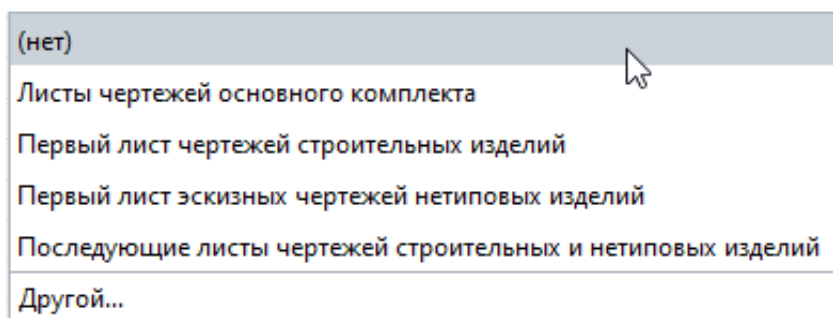 (нет)
Листы чертежей основного комплекта
Первый лист чертежей строительных изделий
Первый лист эскизных чертежей нетиповых изделий
Последующие листы чертежей строительных и нетиповых изделий
Другой...